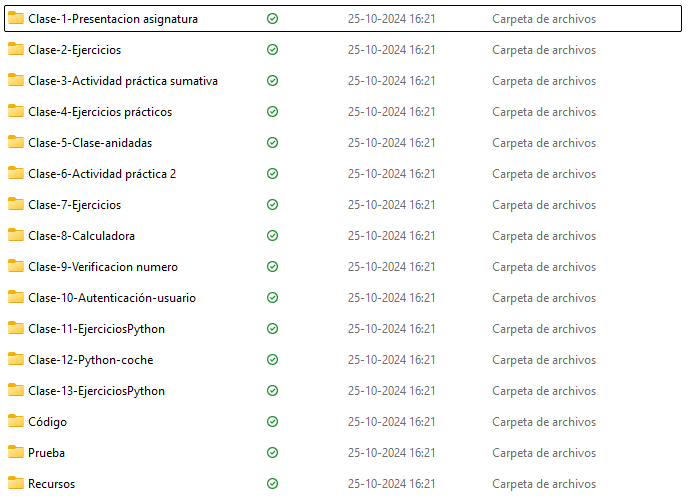 Clase-1-Presentacion asignatura 25-10-2024 16:21 Carpeta de archivos
Clase-2-Ejercicios 25-10-2024 16:21 Carpeta de archivos
Clase-3-Actividad práctica sumativa 25-10-2024 16:21 Carpeta de archivos
Clase-4-Ejercicios prácticos 25-10-2024 16:21 Carpeta de archivos
Clase-5-Clase-anidadas 25-10-2024 16:21 Carpeta de archivos
Clase-6-Actividad práctica 2 25-10-2024 16:21 Carpeta de archivos
Clase-7-Ejercicios 25-10-2024 16:21 Carpeta de archivos
Clase-8-Calculadora 25-10-2024 16:21 Carpeta de archivos
Clase-9-Verificacion numero 25-10-2024 16:21 Carpeta de archivos
Clase-10-Autenticación-usuario 25-10-2024 16:21 Carpeta de archivos
Clase-11-EjerciciosPython 25-10-2024 16:21 Carpeta de archivos
Clase-12-Python-coche 25-10-2024 16:21 Carpeta de archivos
Clase-13-EjerciciosPython 25-10-2024 16:21 Carpeta de archivos
Código 25-10-2024 16:21 Carpeta de archivos
Prueba 25-10-2024 16:21 Carpeta de archivos
Recursos 25-10-2024 16:21 Carpeta de archivos